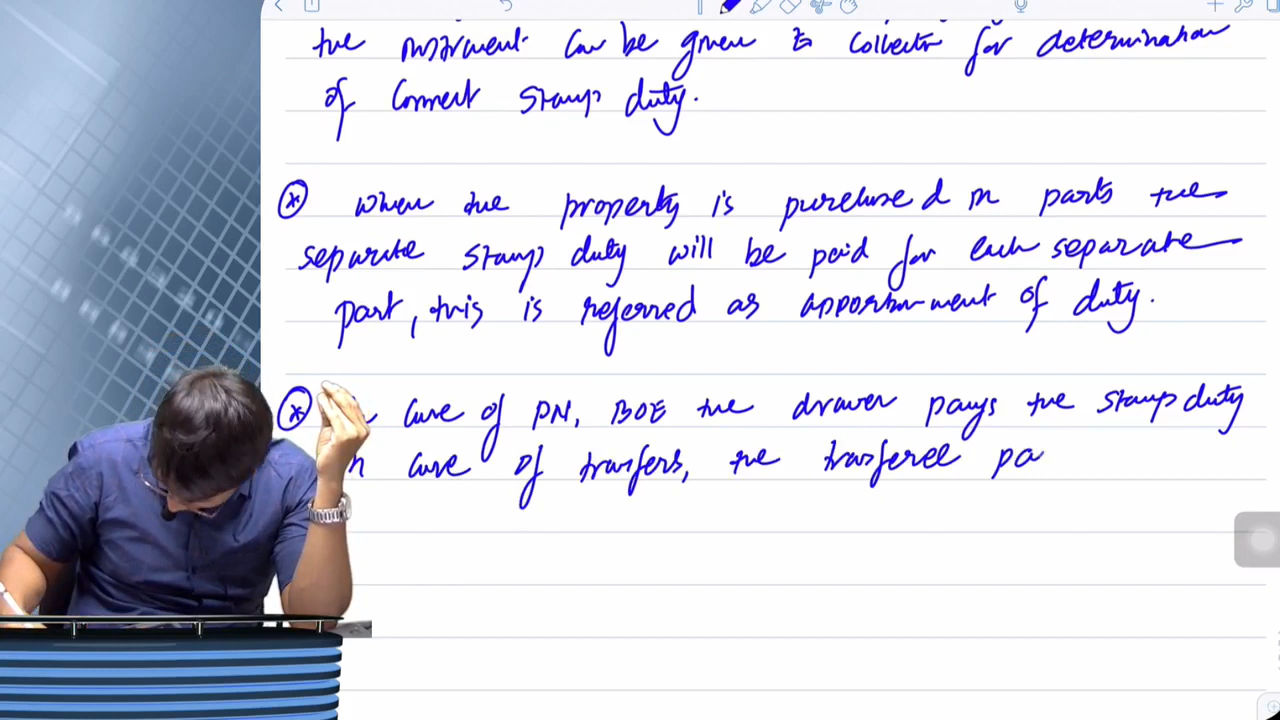 the instrument can be given to collector for determination
of correct stamp duty.
* when the property is purchased in parts the
separate stamp duty will be paid for each separate
part, this is referred as apportionment of duty.
* case of PN, BOE the drawer pays the stamp duty
case of transfers, the transferee pa